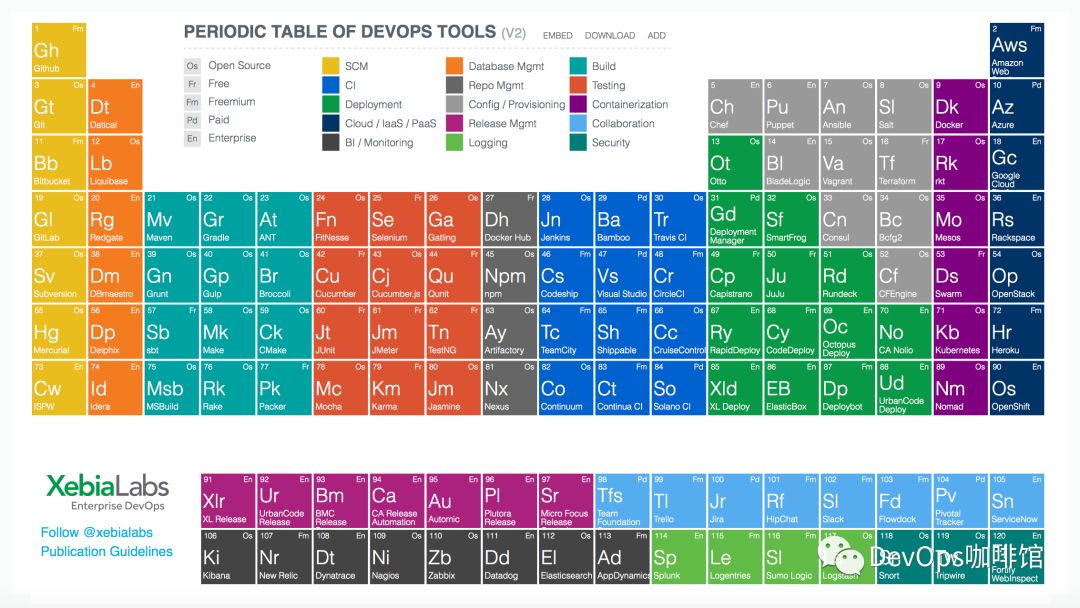 PERIODIC TABLE OF DEVOPS TOOLS (V2) EMBED DOWNLOAD ADD
Os Open Source
Fr Free
Fm Freemium
Pd Paid
En Enterprise
SCM
CI
Deployment
Cloud / IaaS / PaaS
BI / Monitoring
Database Mgmt
Repo Mgmt
Config / Provisioning
Release Mgmt
Logging
Build
Testing
Containerization
Collaboration
Security
1 Fm Gh Github
2 Fm Aws Amazon Web
3 Os Gt Git
4 En Dt Datical
5 En Ch Chef
6 En Pu Puppet
7 Os An Ansible
8 Os Sl Salt
9 Os Dk Docker
10 Pd Az Azure
11 Fm Bb Bitbucket
12 Os Lb Liquibase
13 Os Ot Otto
14 En Bl BladeLogic
15 Os Va Vagrant
16 Fr Tf Terraform
17 Os Rk rkt
18 En Gc Google Cloud
19 Os Gl GitLab
20 En Rg Redgate
21 Os Mv Maven
22 Os Gr Gradle
23 Os At ANT
24 Os Fn FitNesse
25 Fr Se Selenium
26 Os Ga Gatling
27 Fr Dh Docker Hub
28 Os Jn Jenkins
29 Pd Ba Bamboo
30 Os Tr Travis CI
31 Pd Gd Deployment Manager
32 Os Sf SmartFrog
33 Os Cn Consul
34 Os Bc Bcfg2
35 Os Mo Mesos
36 En Rs Rackspace
37 Os Sv Subversion
38 En Dm DBmaestro
39 Os Gn Grunt
40 Os Gp Gulp
41 Os Br Broccoli
42 Fr Cu Cucumber
43 Os Cj Cucumber.js
44 Fr Qu Qunit
45 Os Npm npm
46 Fm Cs Codeship
47 Pd Vs Visual Studio
48 Fm Cr CircleCI
49 Os Cp Capistrano
50 Fr Ju JuJu
51 Os Rd Rundeck
52 Os Cf CFEngine
53 Os Ds Swarm
54 Os Op OpenStack
55 Os Hg Mercurial
56 En Dp Delphix
57 Fr Sb sbt
58 Os Mk Make
59 Os Ck CMake
60 Fr Jt JUnit
61 Fr Jm JMeter
62 Fr Tn TestNG
63 Os Ay Artifactory
64 Fm Tc TeamCity
65 Fm Sh Shippable
66 Os Cc CruiseControl
67 En Ry RapidDeploy
68 Fm Cy CodeDeploy
69 En Oc Octopus Deploy
70 En No CA Nolio
71 Os Kb Kubernetes
72 Fm Hr Heroku
73 En Cw ISPW
74 En Id Idera
75 Os Msb MSBuild
76 Os Rk Rake
77 Fr Pk Packer
78 Os Mc Mocha
79 Fr Km Karma
80 Os Jm Jasmine
81 Os Nx Nexus
82 Os Co Continuum
83 Fm Ct Continua CI
84 Pd So Solano CI
85 En Xld XL Deploy
86 En EB ElasticBox
87 Fm Dp Deploybot
88 En Ud UrbanCode Deploy
89 Os Nm Nomad
90 En Os OpenShift
XebiaLabs
Enterprise DevOps
Follow @xebialabs
Publication Guidelines
91 En Xlr XL Release
92 En Ur UrbanCode Release
93 En Bm BMC Release
94 En Ca CA Release Automation
95 En Au Automic
96 En Pl Plutora Release
97 En Sr Micro Focus Release
98 Pd Tfs Team Foundation
99 Fm Tl Trello
100 Pd Jr Jira
101 Fm Rf HipChat
102 Fm Sl Slack
103 Fm Fd Flowdock
104 Pd Pv Pivotal Tracker
105 En Sn ServiceNow
106 Os Ki Kibana
107 Fm Nr New Relic
108 En Dt Dynatrace
109 Os Ni Nagios
110 Os Zb Zabbix
111 En Dd Datadog
112 Os El Elasticsearch
113 Fm Ad AppDynamics
114 En Sp Splunk
115 Fm Le Logentries
116 Fm Sl Sumo Logic
117 Os Logstash
118 Os Snort
119 Os Tripwire
120 En Fortify WebInspect
DevOps咖啡馆